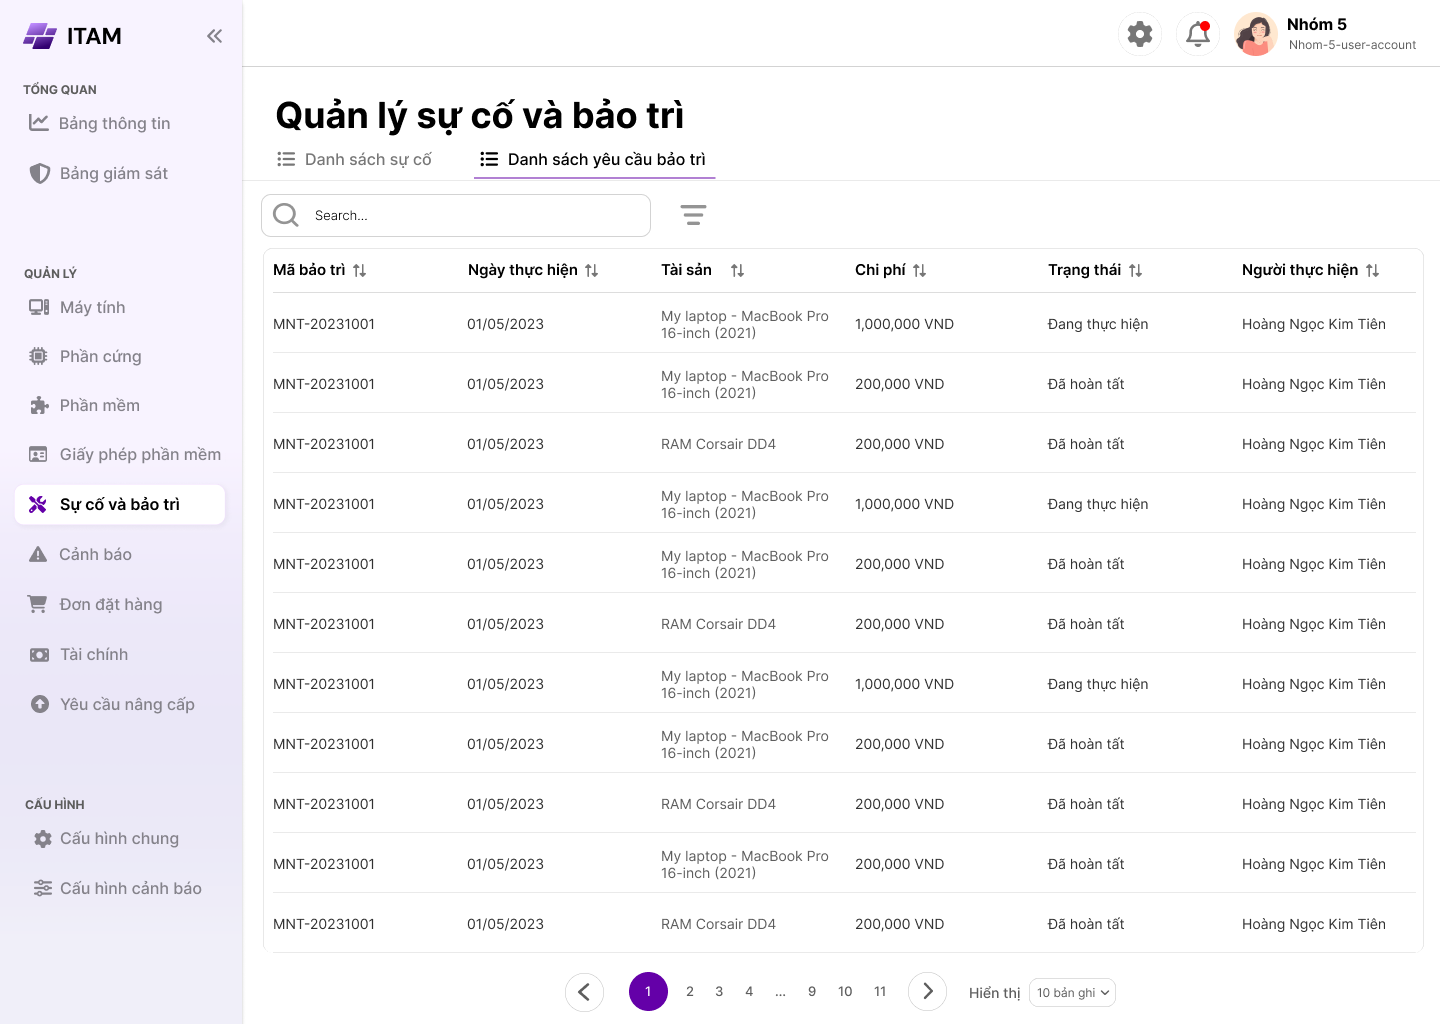 ITAM
TỔNG QUAN
Bảng thông tin
Bảng giám sát
QUẢN LÝ
Máy tính
Phần cứng
Phần mềm
Giấy phép phần mềm
Sự cố và bảo trì
Cảnh báo
Đơn đặt hàng
Tài chính
Yêu cầu nâng cấp
CẤU HÌNH
Cấu hình chung
Cấu hình cảnh báo
Nhóm 5
Nhom-5-user-account
Quản lý sự cố và bảo trì
Danh sách sự cố Danh sách yêu cầu bảo trì
Search...
Mã bảo trì Ngày thực hiện Tài sản Chi phí Trạng thái Người thực hiện
MNT-20231001 01/05/2023 My laptop - MacBook Pro 16-inch (2021) 1,000,000 VND Đang thực hiện Hoàng Ngọc Kim Tiên
MNT-20231001 01/05/2023 My laptop - MacBook Pro 16-inch (2021) 200,000 VND Đã hoàn tất Hoàng Ngọc Kim Tiên
MNT-20231001 01/05/2023 RAM Corsair DD4 200,000 VND Đã hoàn tất Hoàng Ngọc Kim Tiên
MNT-20231001 01/05/2023 My laptop - MacBook Pro 16-inch (2021) 1,000,000 VND Đang thực hiện Hoàng Ngọc Kim Tiên
MNT-20231001 01/05/2023 My laptop - MacBook Pro 16-inch (2021) 200,000 VND Đã hoàn tất Hoàng Ngọc Kim Tiên
MNT-20231001 01/05/2023 RAM Corsair DD4 200,000 VND Đã hoàn tất Hoàng Ngọc Kim Tiên
MNT-20231001 01/05/2023 My laptop - MacBook Pro 16-inch (2021) 1,000,000 VND Đang thực hiện Hoàng Ngọc Kim Tiên
MNT-20231001 01/05/2023 My laptop - MacBook Pro 16-inch (2021) 200,000 VND Đã hoàn tất Hoàng Ngọc Kim Tiên
MNT-20231001 01/05/2023 RAM Corsair DD4 200,000 VND Đã hoàn tất Hoàng Ngọc Kim Tiên
MNT-20231001 01/05/2023 My laptop - MacBook Pro 16-inch (2021) 200,000 VND Đã hoàn tất Hoàng Ngọc Kim Tiên
MNT-20231001 01/05/2023 RAM Corsair DD4 200,000 VND Đã hoàn tất Hoàng Ngọc Kim Tiên
1 2 3 4 ... 9 10 11 Hiển thị 10 bản ghi